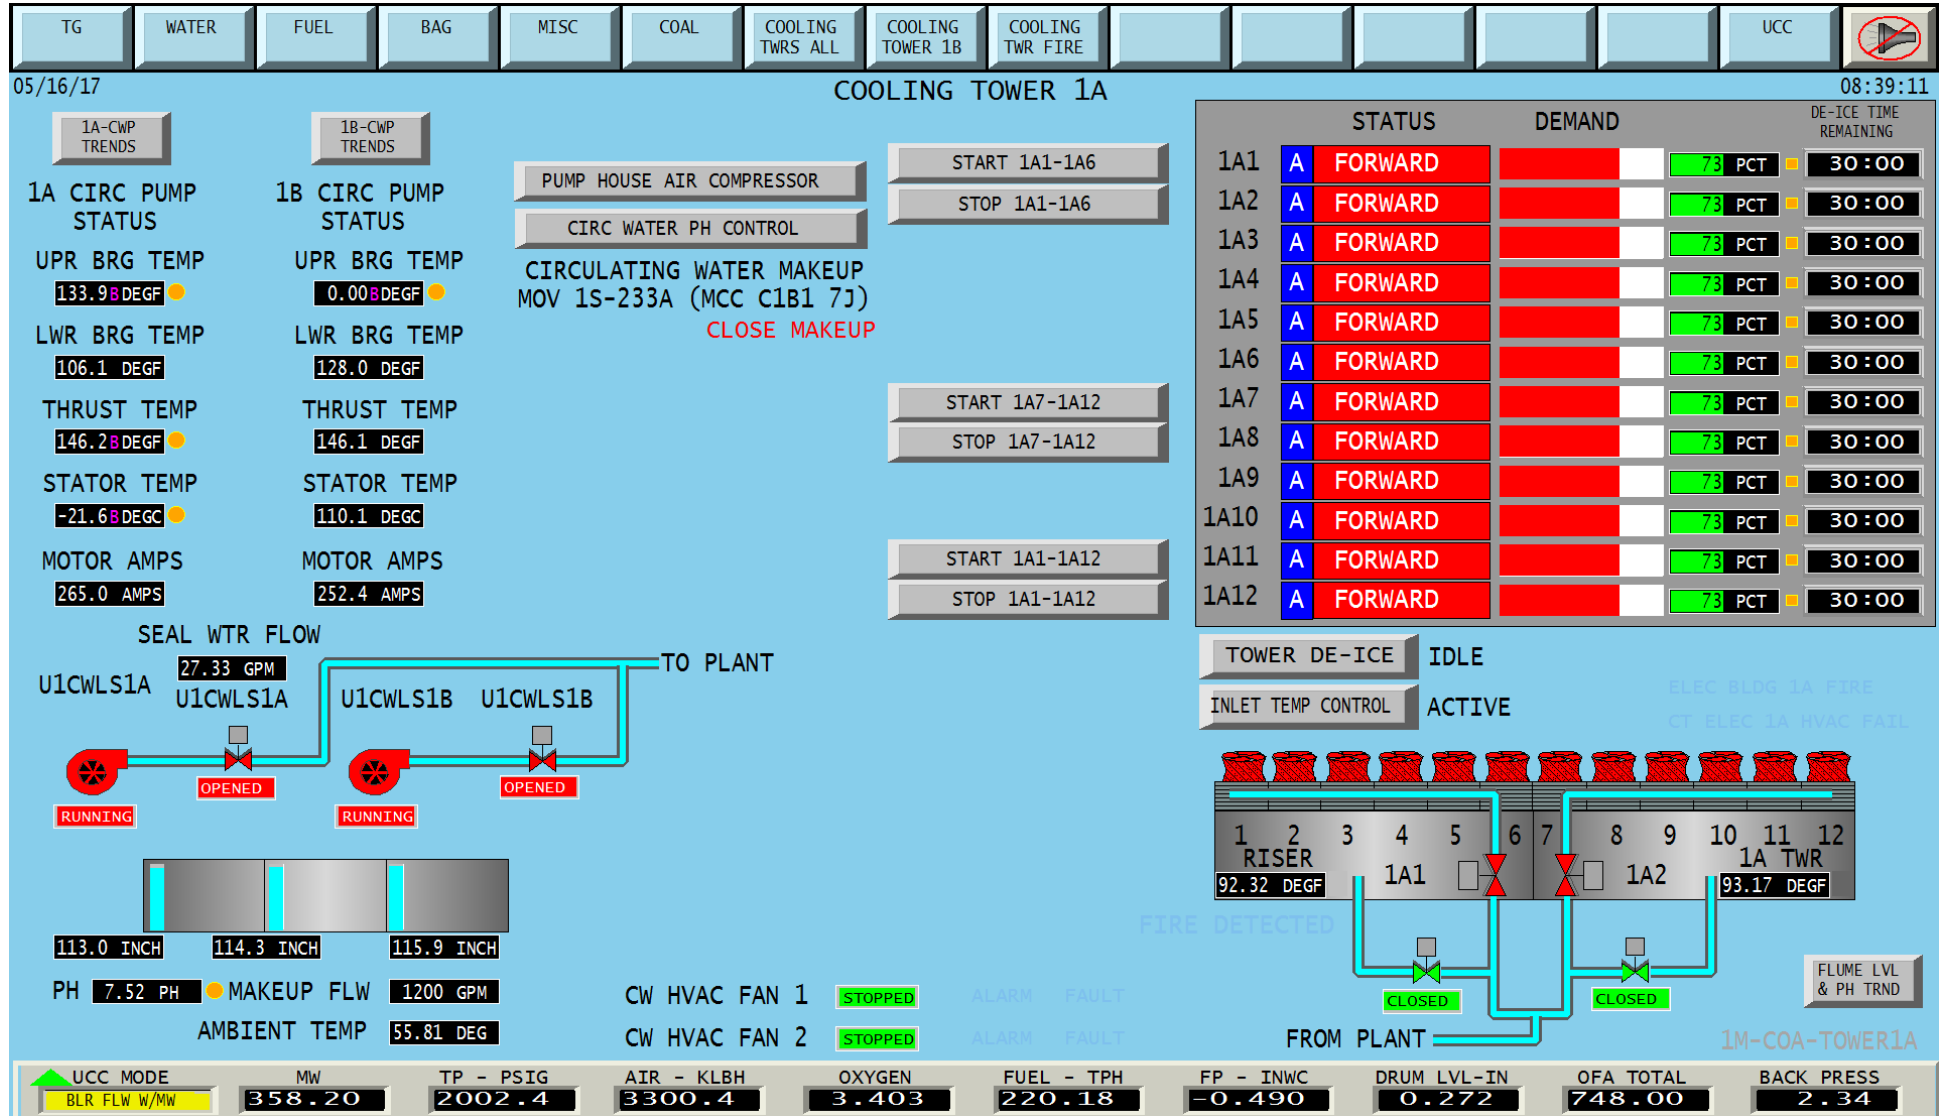 TG WATER FUEL BAG MISC COAL COOLING TWRS ALL COOLING TOWER 1B COOLING TWR FIRE UCC
05/16/17 COOLING TOWER 1A 08:39:11
1A-CWP TRENDS
1B-CWP TRENDS
1A CIRC PUMP STATUS
1B CIRC PUMP STATUS
UPR BRG TEMP UPR BRG TEMP
133.9 B DEGF 0.00 B DEGF
LWR BRG TEMP LWR BRG TEMP
106.1 DEGF 128.0 DEGF
THRUST TEMP THRUST TEMP
146.2 B DEGF 146.1 DEGF
STATOR TEMP STATOR TEMP
-21.6 B DEGC 110.1 DEGC
MOTOR AMPS MOTOR AMPS
265.0 AMPS 252.4 AMPS
PUMP HOUSE AIR COMPRESSOR
CIRC WATER PH CONTROL
CIRCULATING WATER MAKEUP
MOV 1S-233A (MCC C1B1 7J)
CLOSE MAKEUP
START 1A1-1A6
STOP 1A1-1A6
START 1A7-1A12
STOP 1A7-1A12
START 1A1-1A12
STOP 1A1-1A12
STATUS DEMAND DE-ICE TIME REMAINING
1A1 A FORWARD 73 PCT 30:00
1A2 A FORWARD 73 PCT 30:00
1A3 A FORWARD 73 PCT 30:00
1A4 A FORWARD 73 PCT 30:00
1A5 A FORWARD 73 PCT 30:00
1A6 A FORWARD 73 PCT 30:00
1A7 A FORWARD 73 PCT 30:00
1A8 A FORWARD 73 PCT 30:00
1A9 A FORWARD 73 PCT 30:00
1A10 A FORWARD 73 PCT 30:00
1A11 A FORWARD 73 PCT 30:00
1A12 A FORWARD 73 PCT 30:00
SEAL WTR FLOW
27.33 GPM
TO PLANT
U1CWLS1A U1CWLS1A U1CWLS1B U1CWLS1B
OPENED OPENED
RUNNING RUNNING
TOWER DE-ICE IDLE
INLET TEMP CONTROL ACTIVE
ELEC BLDG 1A FIRE
CT ELEC 1A HVAC FAIL
1 2 3 4 5 6 7 8 9 10 11 12
RISER 1A1 1A2 1A TWR
92.32 DEGF 93.17 DEGF
FIRE DETECTED
113.0 INCH 114.3 INCH 115.9 INCH
PH 7.52 PH MAKEUP FLW 1200 GPM
AMBIENT TEMP 55.81 DEG
CW HVAC FAN 1 STOPPED ALARM FAULT
CW HVAC FAN 2 STOPPED ALARM FAULT
CLOSED CLOSED
FROM PLANT
FLUME LVL & PH TRND
1M-COA-TOWER1A
UCC MODE MW TP - PSIG AIR - KLBH OXYGEN FUEL - TPH FP - INWC DRUM LVL-IN OFA TOTAL BACK PRESS
BLR FLW W/MW 358.20 2002.4 3300.4 3.403 220.18 -0.490 0.272 748.00 2.34